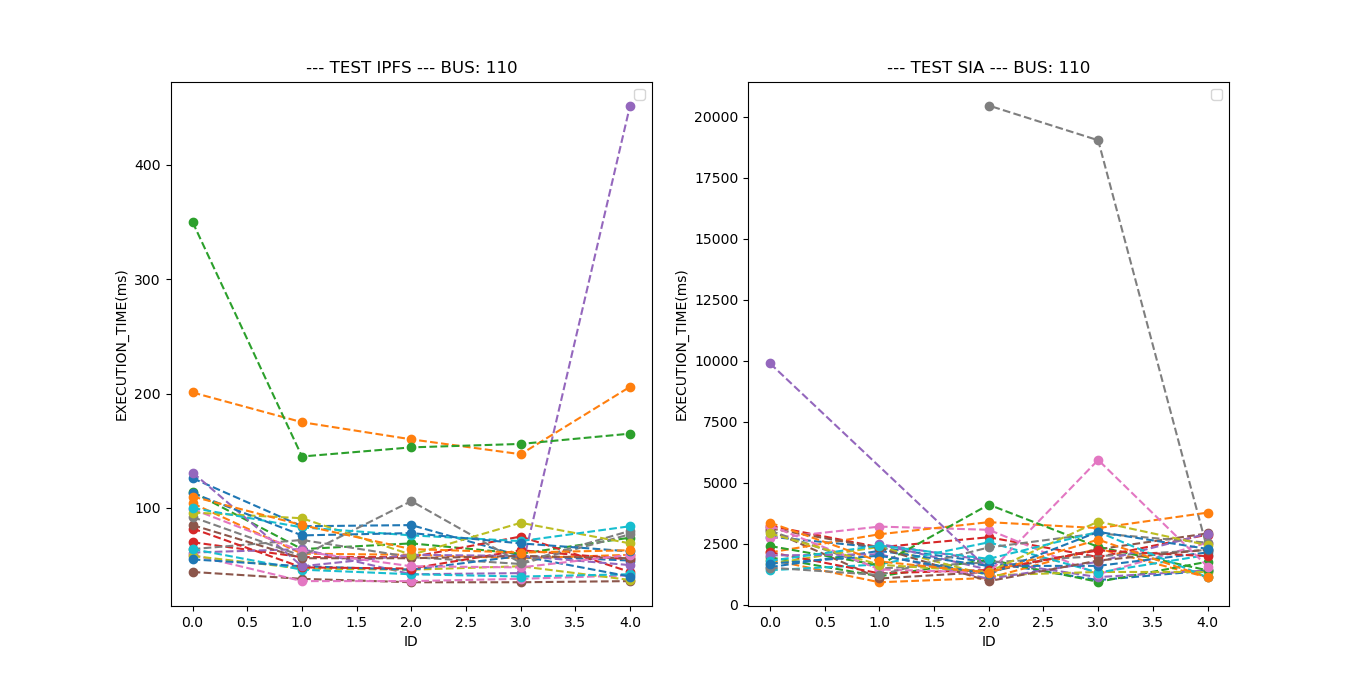 --- TEST IPFS --- BUS: 110
EXECUTION_TIME(ms)
400
300
200
100
0.0 0.5 1.0 1.5 2.0 2.5 3.0 3.5 4.0
ID
--- TEST SIA --- BUS: 110
EXECUTION_TIME(ms)
20000
17500
15000
12500
10000
7500
5000
2500
0
0.0 0.5 1.0 1.5 2.0 2.5 3.0 3.5 4.0
ID